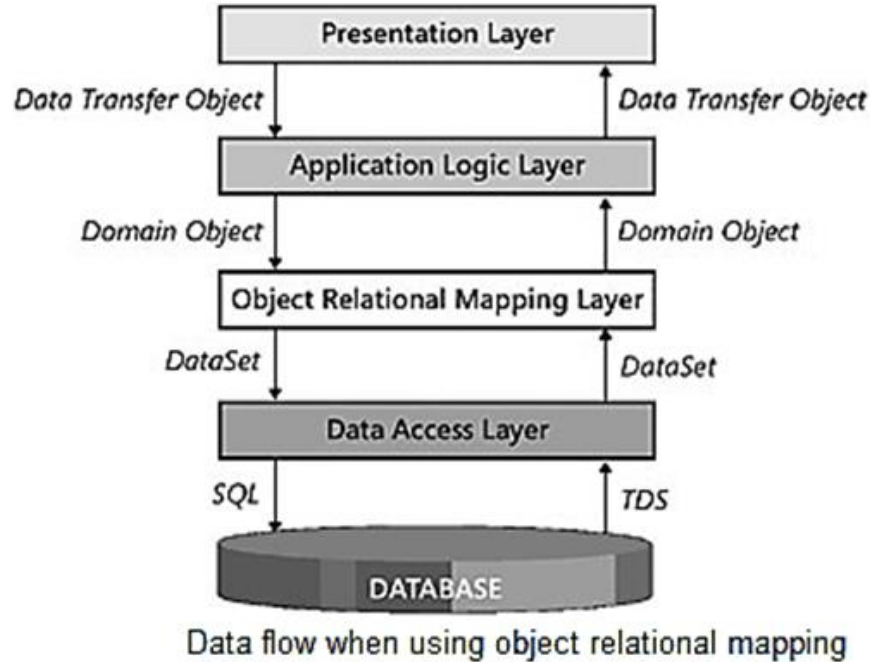 Presentation Layer
Data Transfer Object
Data Transfer Object
Application Logic Layer
Domain Object
Domain Object
Object Relational Mapping Layer
DataSet
DataSet
Data Access Layer
SQL
TDS
DATABASE
Data flow when using object relational mapping